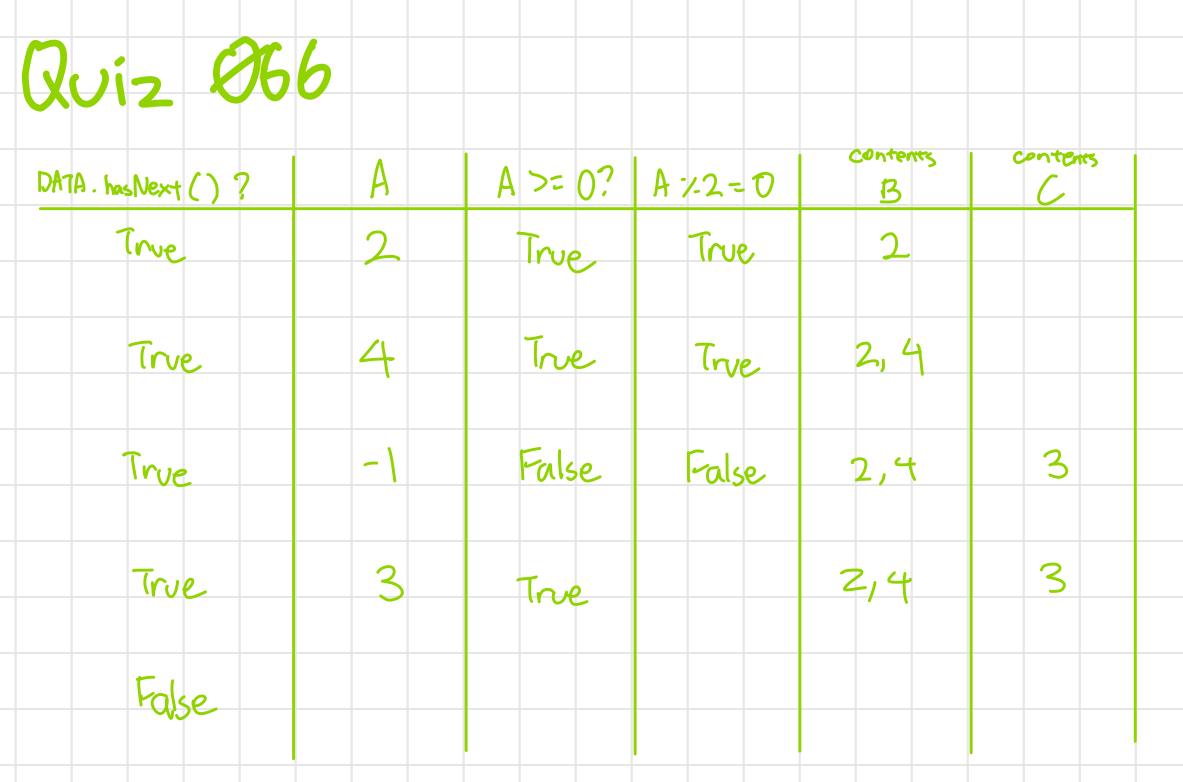 Quiz 066
DATA.hasNext()? A A >= 0? A % 2 = 0 contents B contents C
True 2 True True 2
True 4 True True 2, 4
True -1 False False 2, 4 3
True 3 True 2, 4 3
False